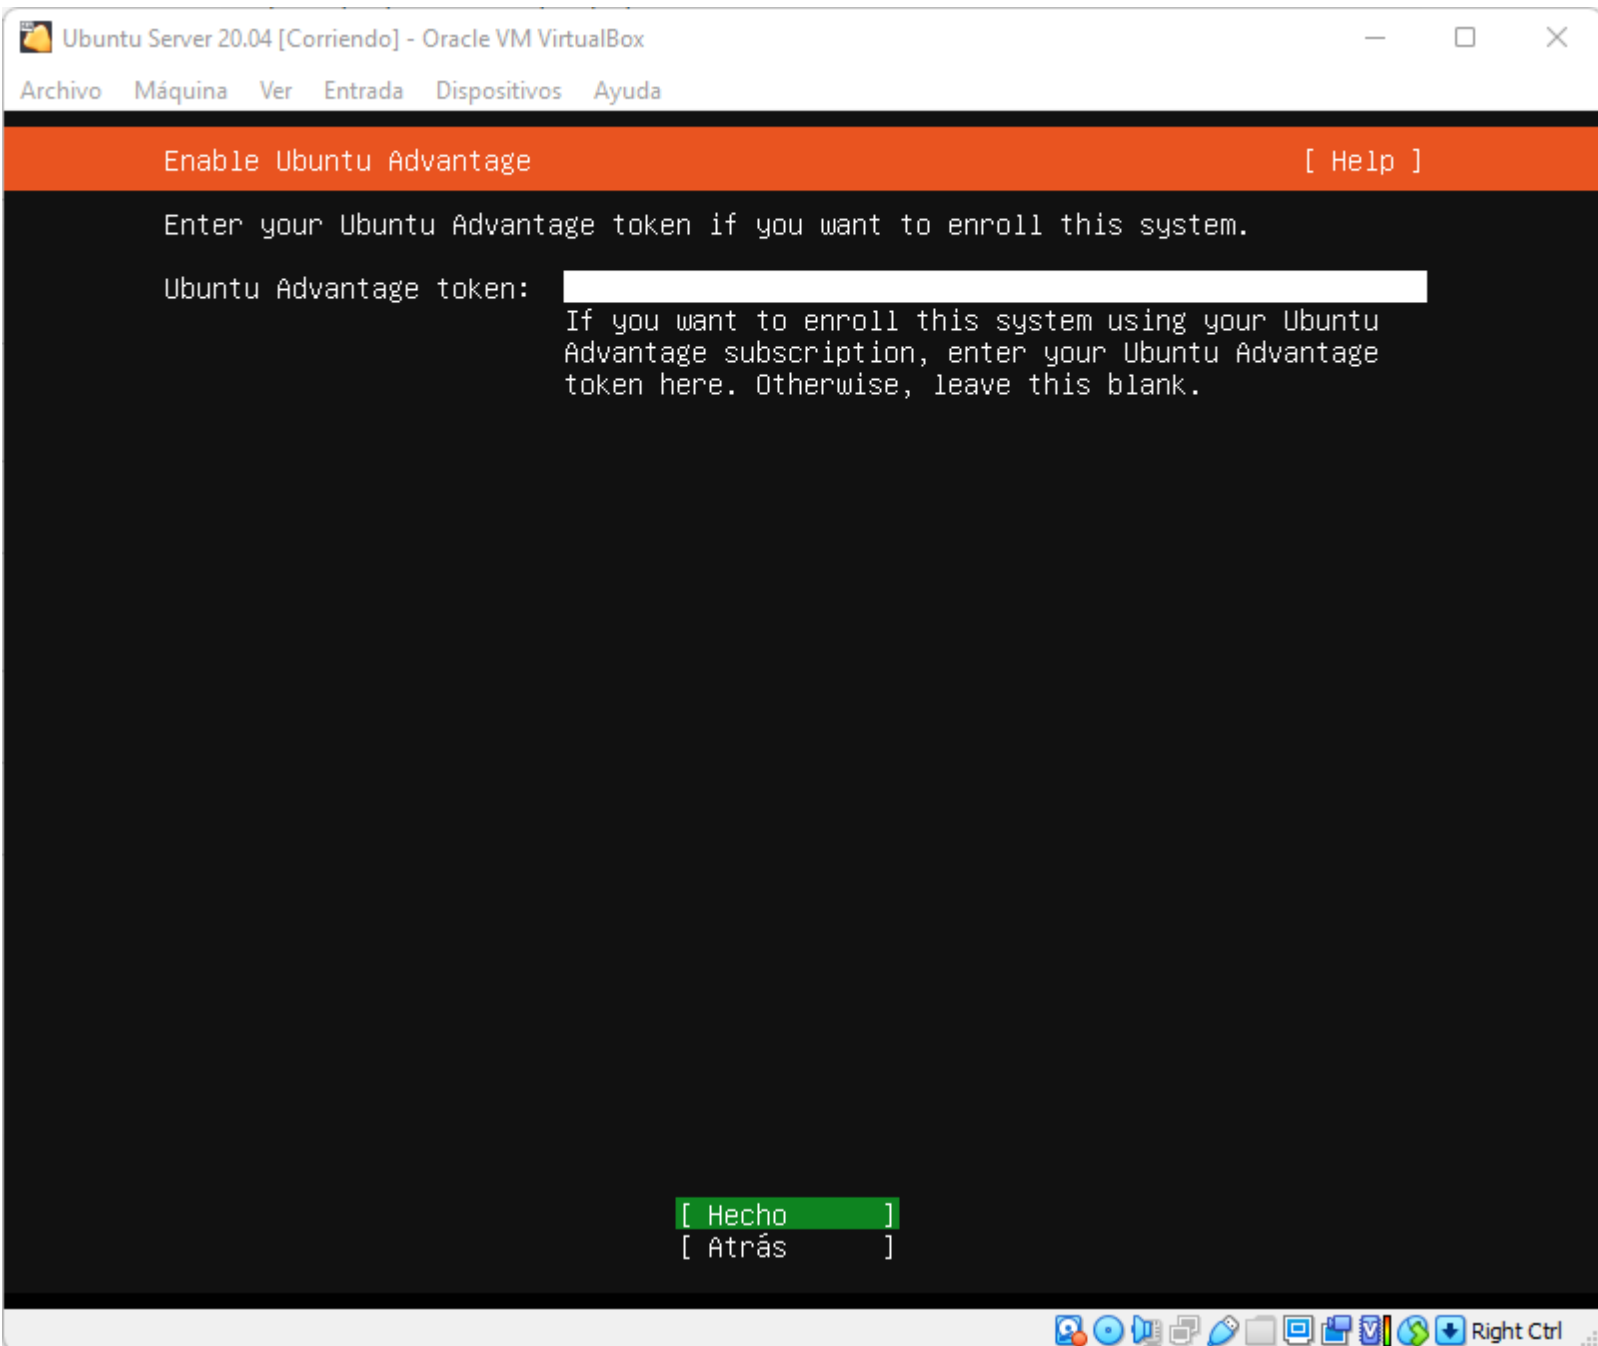 Ubuntu Server 20.04 [Corriendo] - Oracle VM VirtualBox
Archivo Máquina Ver Entrada Dispositivos Ayuda
Enable Ubuntu Advantage [ Help ]
Enter your Ubuntu Advantage token if you want to enroll this system.
Ubuntu Advantage token:
If you want to enroll this system using your Ubuntu
Advantage subscription, enter your Ubuntu Advantage
token here. Otherwise, leave this blank.
[ Hecho ]
[ Atrás ]
Right Ctrl